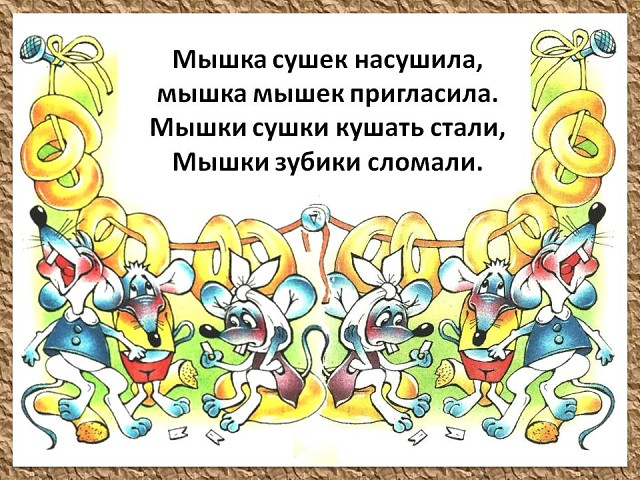 Мышка сушек насушила,
мышка мышек пригласила.
Мышки сушки кушать стали,
Мышки зубики сломали.